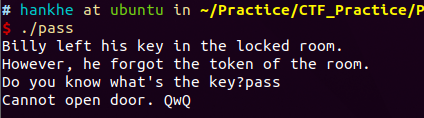 # hankhe at ubuntu in ~/Practice/CTF_Practice/P
$ ./pass
Billy left his key in the locked room.
However, he forgot the token of the room.
Do you know what's the key?pass
Cannot open door. QwQ